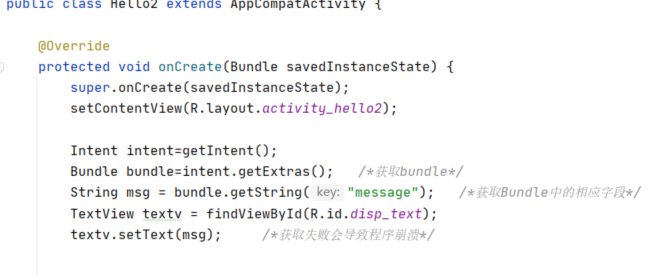 public class Hello2 extends AppCompatActivity {
@Override
protected void onCreate(Bundle savedInstanceState) {
super.onCreate(savedInstanceState);
setContentView(R.layout.activity_hello2);
Intent intent=getIntent();
Bundle bundle=intent.getExtras();   /*获取bundle*/
String msg = bundle.getString( key: "message");   /*获取Bundle中的相应字段*/
TextView textv = findViewById(R.id.disp_text);
textv.setText(msg);     /*获取失败会导致程序崩溃*/